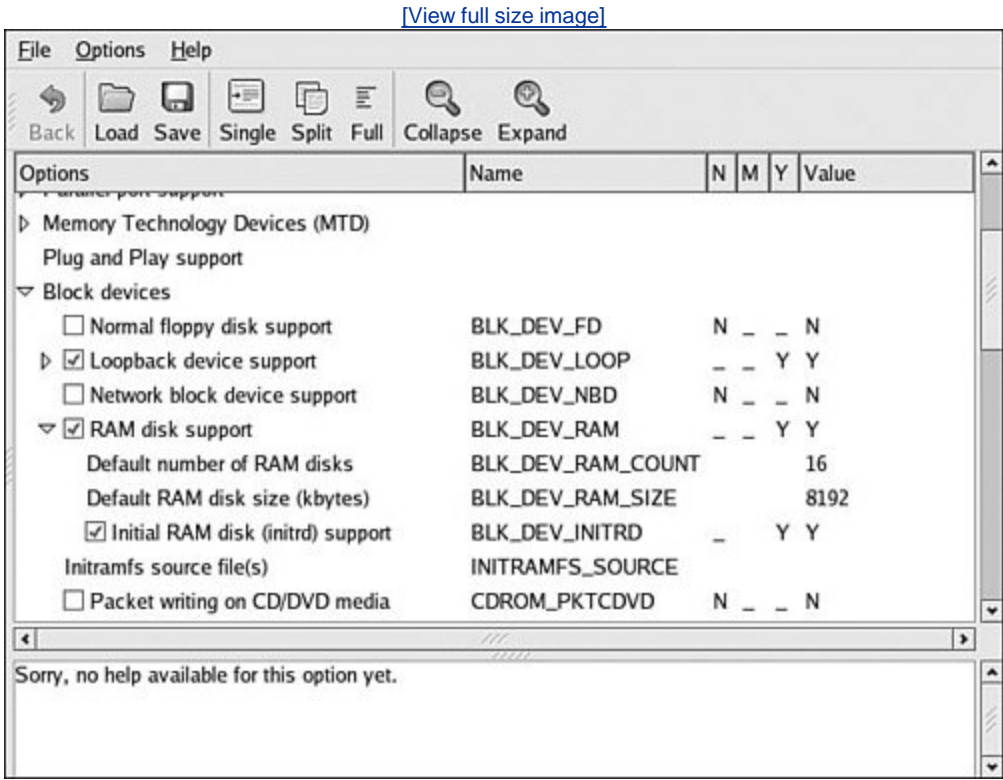 [View full size image]
File Options Help
Back Load Save Single Split Full Collapse Expand
Options Name N M Y Value
Parallel port support
Memory Technology Devices (MTD)
Plug and Play support
Block devices
Normal floppy disk support BLK_DEV_FD N _ _ N
Loopback device support BLK_DEV_LOOP _ _ Y Y
Network block device support BLK_DEV_NBD N _ _ N
RAM disk support BLK_DEV_RAM _ _ Y Y
Default number of RAM disks BLK_DEV_RAM_COUNT 16
Default RAM disk size (kbytes) BLK_DEV_RAM_SIZE 8192
Initial RAM disk (initrd) support BLK_DEV_INITRD _ Y Y
Initramfs source file(s) INITRAMFS_SOURCE
Packet writing on CD/DVD media CDROM_PKTCDVD N _ _ N
Sorry, no help available for this option yet.